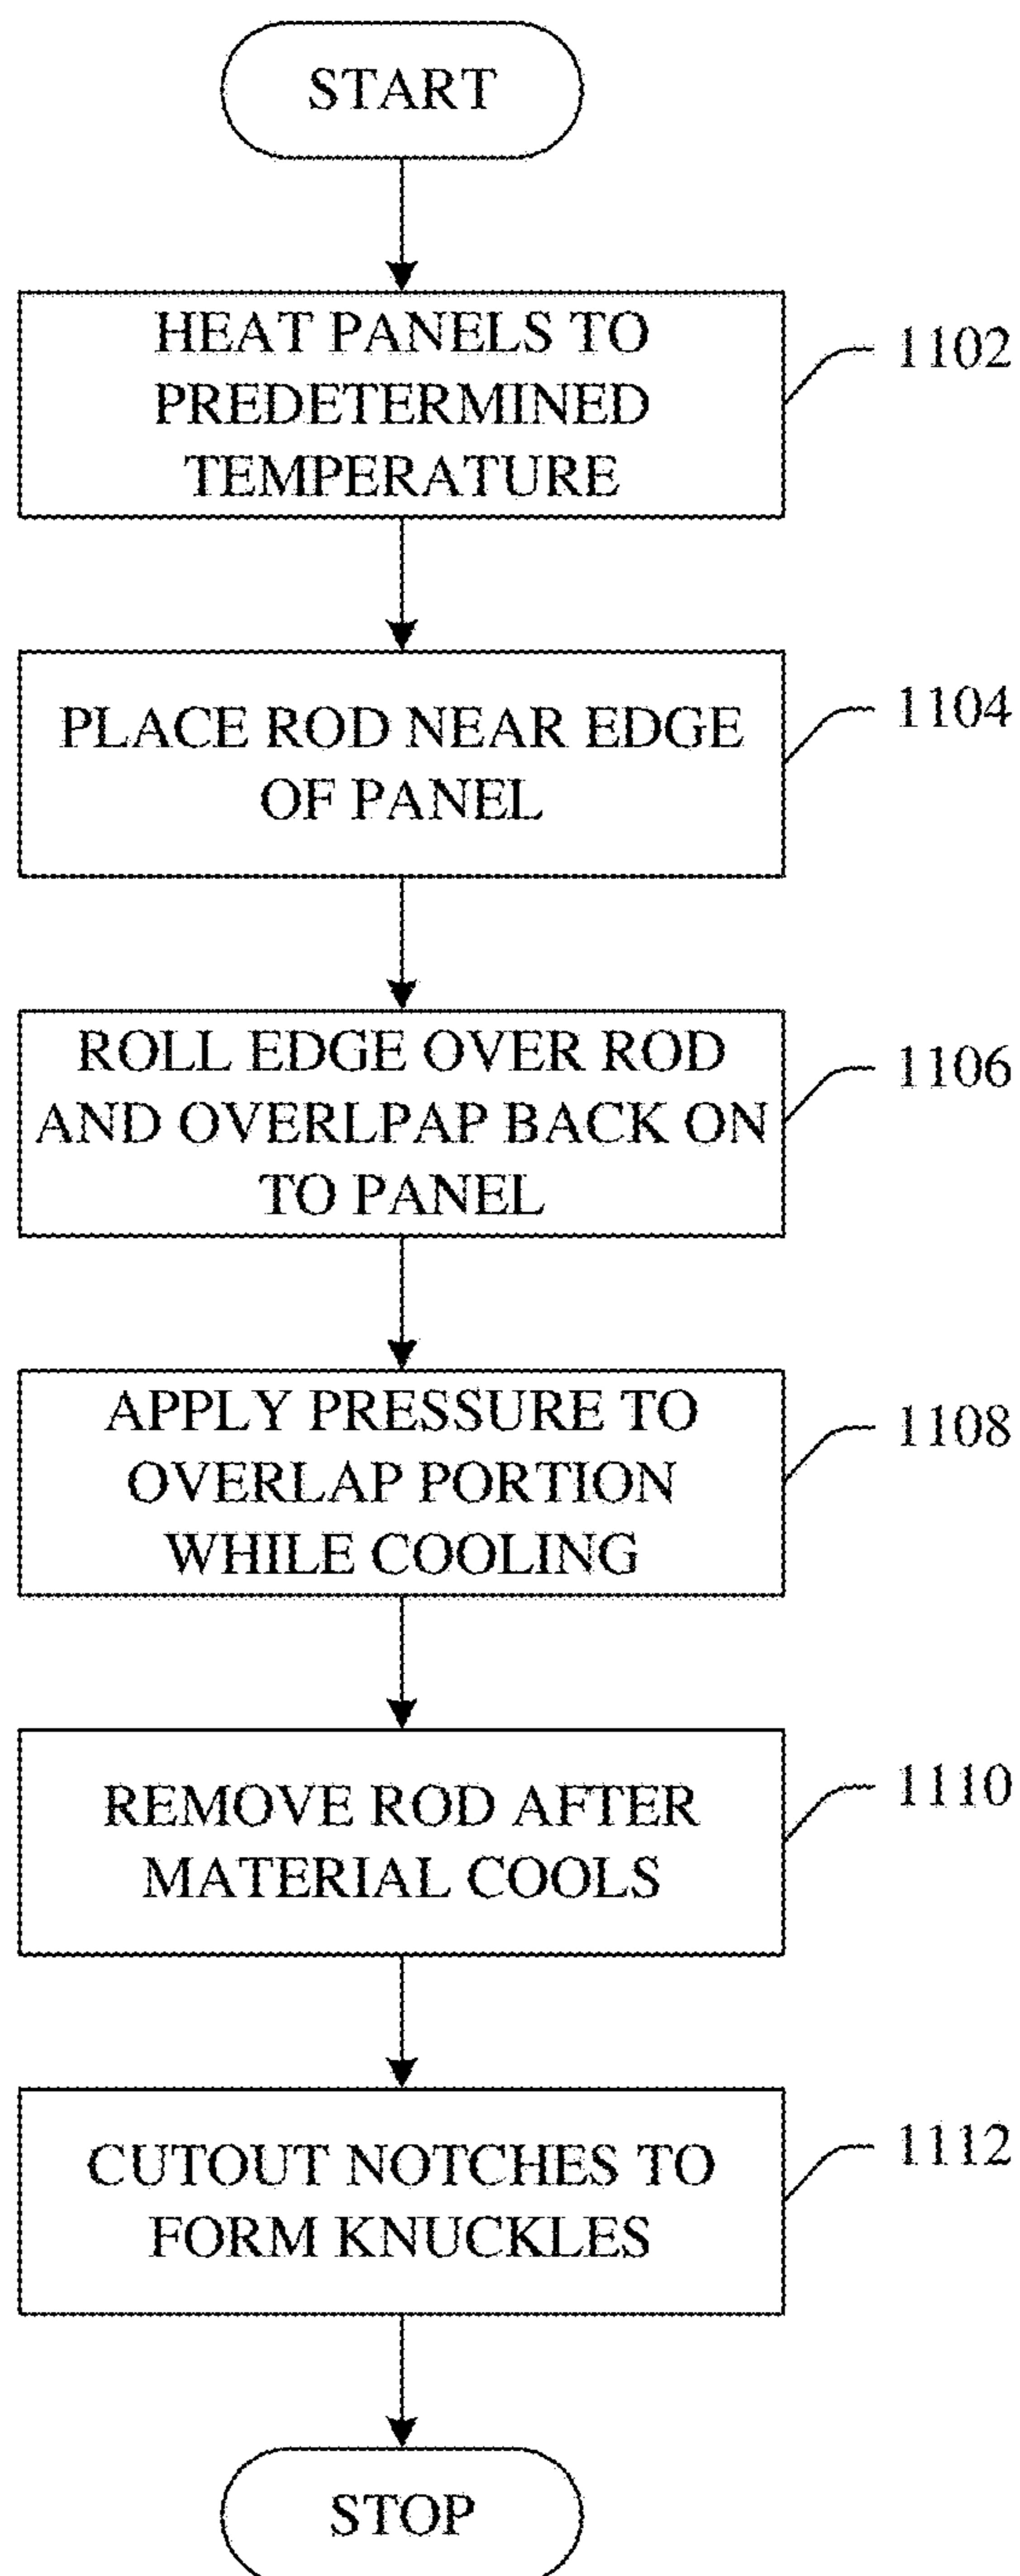 START
HEAT PANELS TO
PREDETERMINED
TEMPERATURE
1102
PLACE ROD NEAR EDGE
OF PANEL
1104
ROLL EDGE OVER ROD
AND OVERLPAP BACK ON
TO PANEL
1106
APPLY PRESSURE TO
OVERLAP PORTION
WHILE COOLING
1108
REMOVE ROD AFTER
MATERIAL COOLS
1110
CUTOUT NOTCHES TO
FORM KNUCKLES
1112
STOP